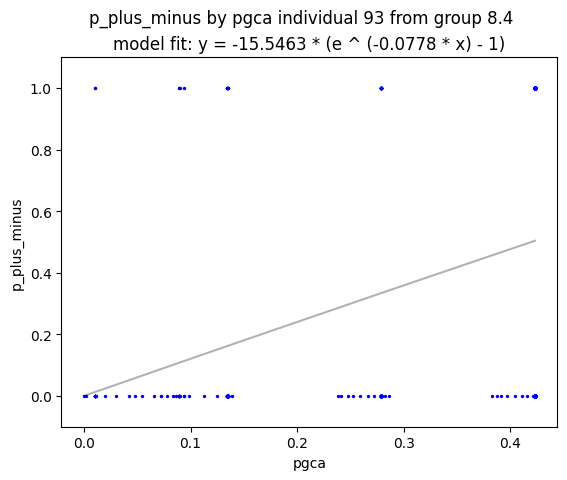 p_plus_minus by pgca individual 93 from group 8.4
model fit: y = -15.5463 * (e ^ (-0.0778 * x) - 1)
1.0
0.8
0.6
0.4
0.2
0.0
p_plus_minus
0.0 0.1 0.2 0.3 0.4
pgca